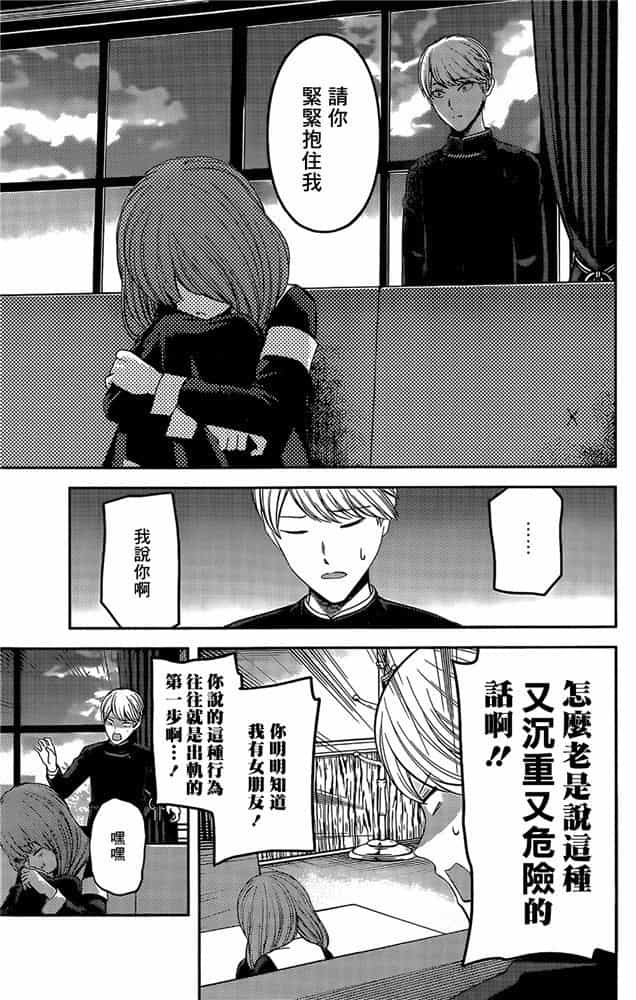 請你
緊緊抱住我
……
我說你啊
怎麼老是說這種
又沉重又危險的
話啊!!
你明明知道
我有女朋友!
你說的這種行為
往往就是出軌的
第一步啊…!
嘿嘿